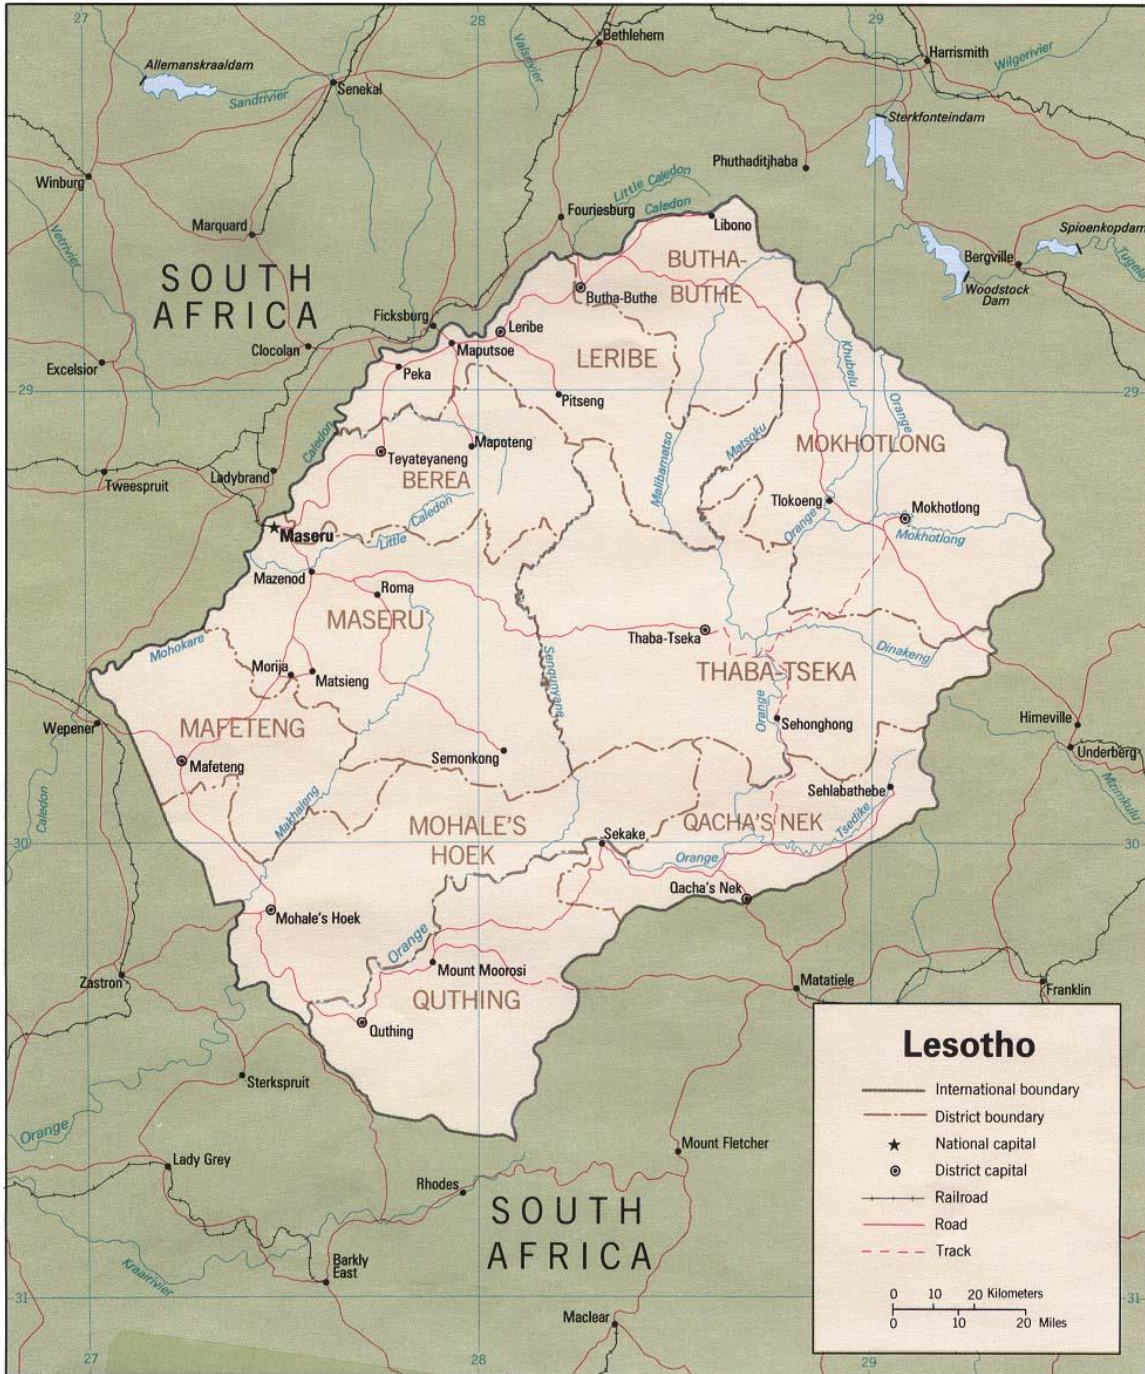 27
28
29
Bethlehem
Harrismith
Allemanskraaldam
Valsrivier
Wilgerivier
Sandrivier
Senekal
Sterkfonteindam
Phuthaditjhaba
Winburg
Little Caledon
Caledon
Fouriesburg
Libono
Marquard
Vetrivier
Spioenkopdam
Bergville
Tugela
Woodstock
Dam
SOUTH
AFRICA
BUTHA-
BUTHE
Butha-Buthe
Ficksburg
Leribe
Clocolan
Maputsoe
LERIBE
Khubelu
Excelsior
Peka
29
29
Pitseng
Orange
Caledon
Mapoteng
Matsoku
MOKHOTLONG
Teyateyaneng
BEREA
Malibamatso
Ladybrand
Tweespruit
Tlokoeng
Mokhotlong
Little Caledon
Orange
Maseru
Mokhotlong
Mazenod
Roma
MASERU
Thaba-Tseka
Dinakeng
Mohokare
Senqunyane
Morija
Matsieng
THABA-TSEKA
Orange
Wepener
MAFETENG
Sehonghong
Himeville
Semonkong
Underberg
Mafeteng
Sehlabathebe
Mzimkulu
Caledon
Makhaleng
MOHALE'S
HOEK
QACHA'S NEK
Tsedike
Sekake
30
30
Orange
Qacha's Nek
Mohale's Hoek
Orange
Mount Moorosi
Zastron
QUTHING
Matatiele
Franklin
Quthing
Sterkspruit
Orange
Lady Grey
Mount Fletcher
Rhodes
SOUTH
AFRICA
Barkly
East
Kraairivier
31
31
Maclear
27
28
29
Lesotho
International boundary
District boundary
National capital
District capital
Railroad
Road
Track
0 10 20 Kilometers
0 10 20 Miles